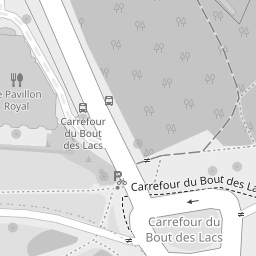 e Pavillon
Royal
Carrefour
du Bout
des Lacs
P
Carrefour du Bout des La
Carrefour du
Bout des Lacs